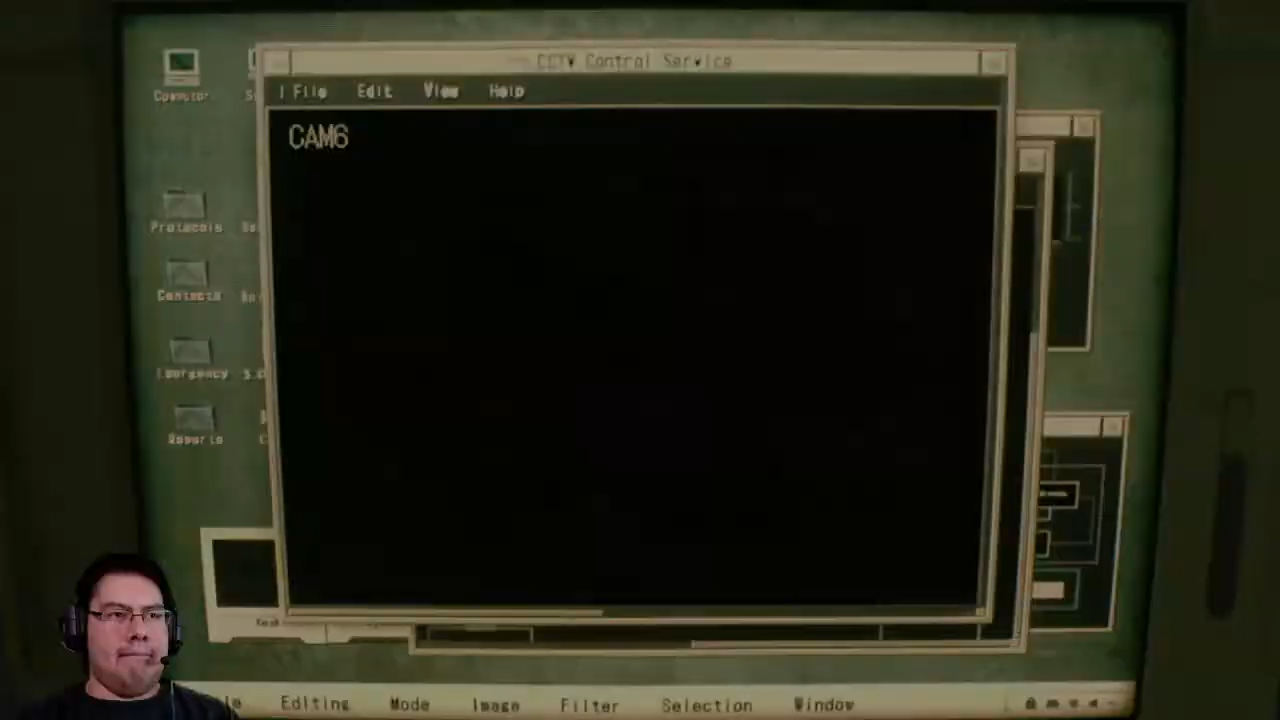 CCTV Control Service
File Edit View Help
CAM6
Computer
Protocols
Contacts
Emergency
Reports
Editing Mode Image Filter Selection Window